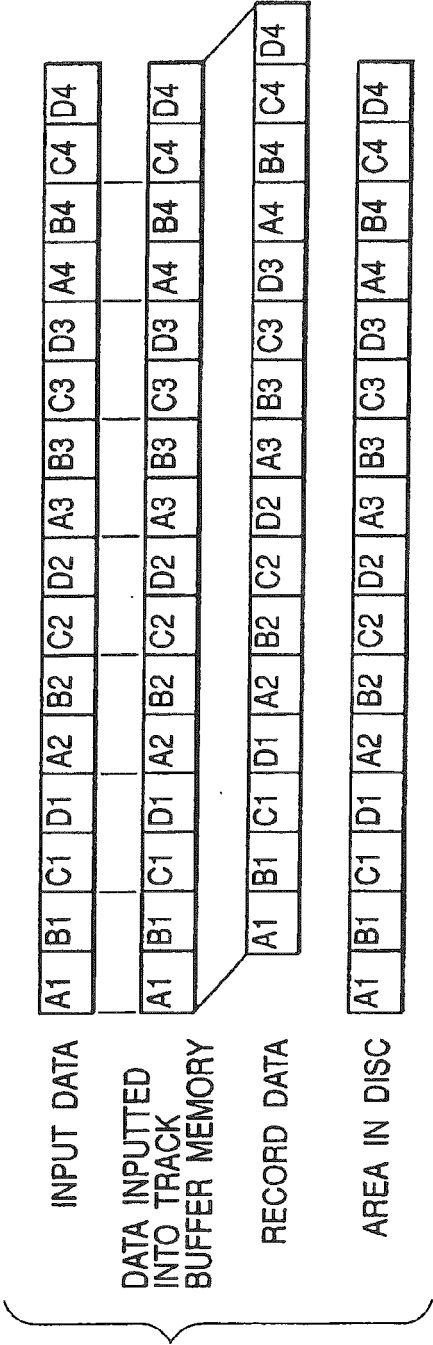 INPUT DATA A1 B1 C1 D1 A2 B2 C2 D2 A3 B3 C3 D3 A4 B4 C4 D4
DATA INPUTTED
INTO TRACK
BUFFER MEMORY A1 B1 C1 D1 A2 B2 C2 D2 A3 B3 C3 D3 A4 B4 C4 D4
RECORD DATA A1 B1 C1 D1 A2 B2 C2 D2 A3 B3 C3 D3 A4 B4 C4 D4
AREA IN DISC A1 B1 C1 D1 A2 B2 C2 D2 A3 B3 C3 D3 A4 B4 C4 D4